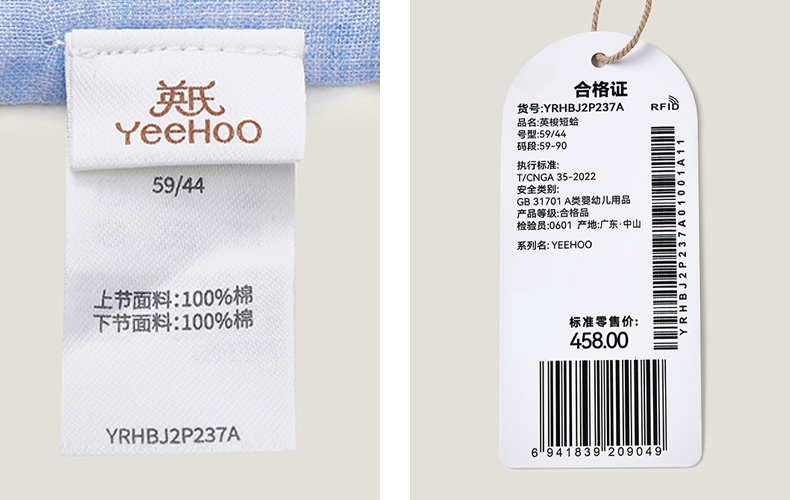 英氏
YeeHoO
59/44
上节面料:100%棉
下节面料:100%棉
YRHBJ2P237A
合格证
货号:YRHBJ2P237A
RFID
品名:英梭短蛤
号型:59/44
码段:59-90
执行标准:
T/CNGA 35-2022
安全类别:
GB 31701 A类婴幼儿用品
产品等级:合格品
检验员:0601 产地:广东·中山
系列名: YEEHOO
YRHBJ2P237A01001A11
标准零售价:
458.00
6 941839 209049